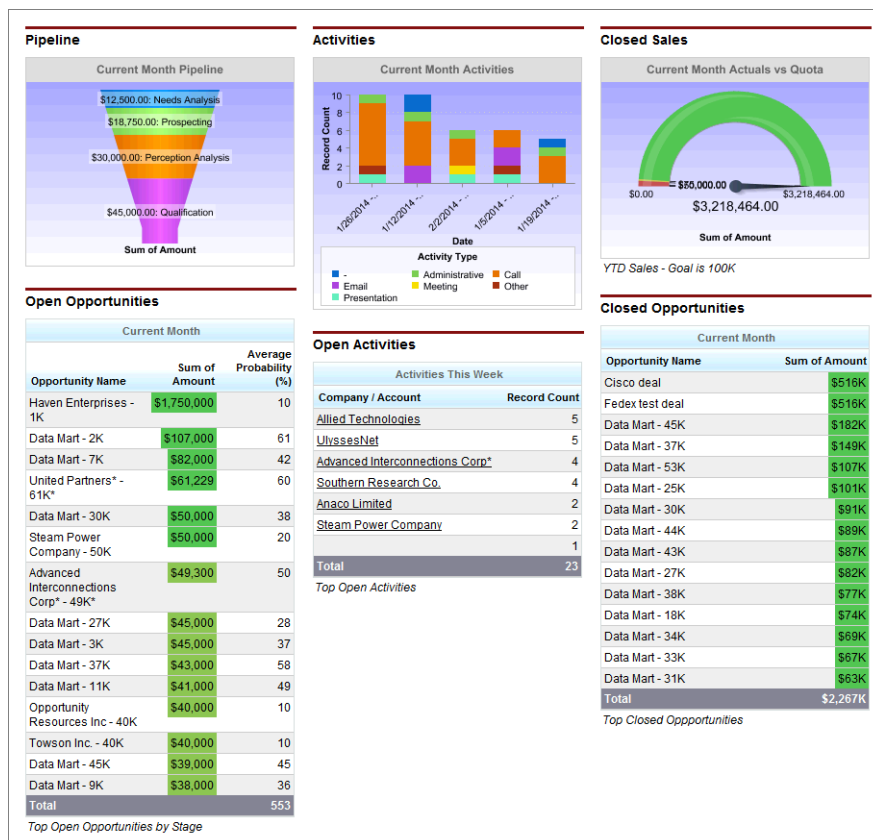 Pipeline
Current Month Pipeline
$12,500.00: Needs Analysis
$18,750.00: Prospecting
$30,000.00: Perception Analysis
$45,000.00: Qualification
Sum of Amount
Open Opportunities
Current Month
Opportunity Name Sum of Amount Average Probability (%)
Haven Enterprises - 1K $1,750,000 10
Data Mart - 2K $107,000 61
Data Mart - 7K $82,000 42
United Partners* - 61K* $61,229 60
Data Mart - 30K $50,000 38
Steam Power Company - 50K $50,000 20
Advanced Interconnections Corp* - 49K* $49,300 50
Data Mart - 27K $45,000 28
Data Mart - 3K $45,000 37
Data Mart - 37K $43,000 58
Data Mart - 11K $41,000 49
Opportunity Resources Inc - 40K $40,000 10
Towson Inc. - 40K $40,000 10
Data Mart - 45K $39,000 45
Data Mart - 9K $38,000 36
Total 553
Top Open Opportunities by Stage
Activities
Current Month Activities
Record Count
10
8
6
4
2
0
1/26/2014 -..
1/12/2014 -..
2/2/2014 -..
1/5/2014 -..
1/19/2014 -..
Date
Activity Type
- Administrative Call
Email Meeting Other
Presentation
Open Activities
Activities This Week
Company / Account Record Count
Allied Technologies 5
UlyssesNet 5
Advanced Interconnections Corp* 4
Southern Research Co. 4
Anaco Limited 2
Steam Power Company 2
1
Total 23
Top Open Activities
Closed Sales
Current Month Actuals vs Quota
$0.00
$3,218,464.00
$3,218,464.00
Sum of Amount
YTD Sales - Goal is 100K
Closed Opportunities
Current Month
Opportunity Name Sum of Amount
Cisco deal $516K
Fedex test deal $516K
Data Mart - 45K $182K
Data Mart - 37K $149K
Data Mart - 53K $107K
Data Mart - 25K $101K
Data Mart - 30K $91K
Data Mart - 44K $89K
Data Mart - 43K $87K
Data Mart - 27K $82K
Data Mart - 38K $77K
Data Mart - 18K $74K
Data Mart - 34K $69K
Data Mart - 33K $67K
Data Mart - 31K $63K
Total $2,267K
Top Closed Oppportunities